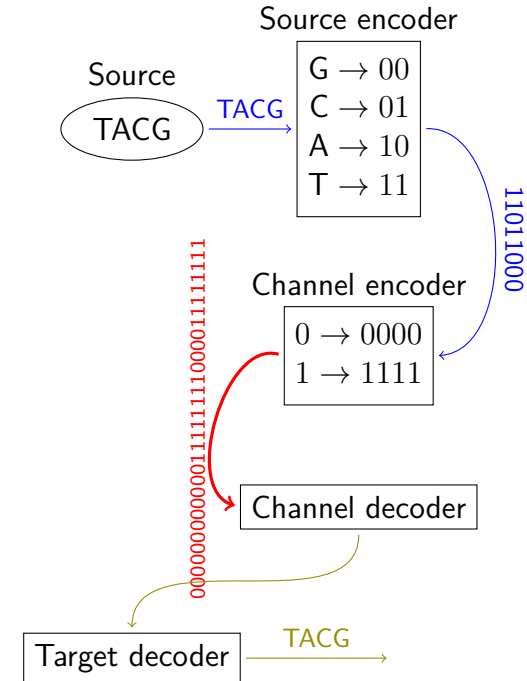 Source encoder
Source
TACG
TACG
G → 00
C → 01
A → 10
T → 11
11011000
Channel encoder
0 → 0000
1 → 1111
11111111000011111111000000000000
Channel decoder
Target decoder
TACG